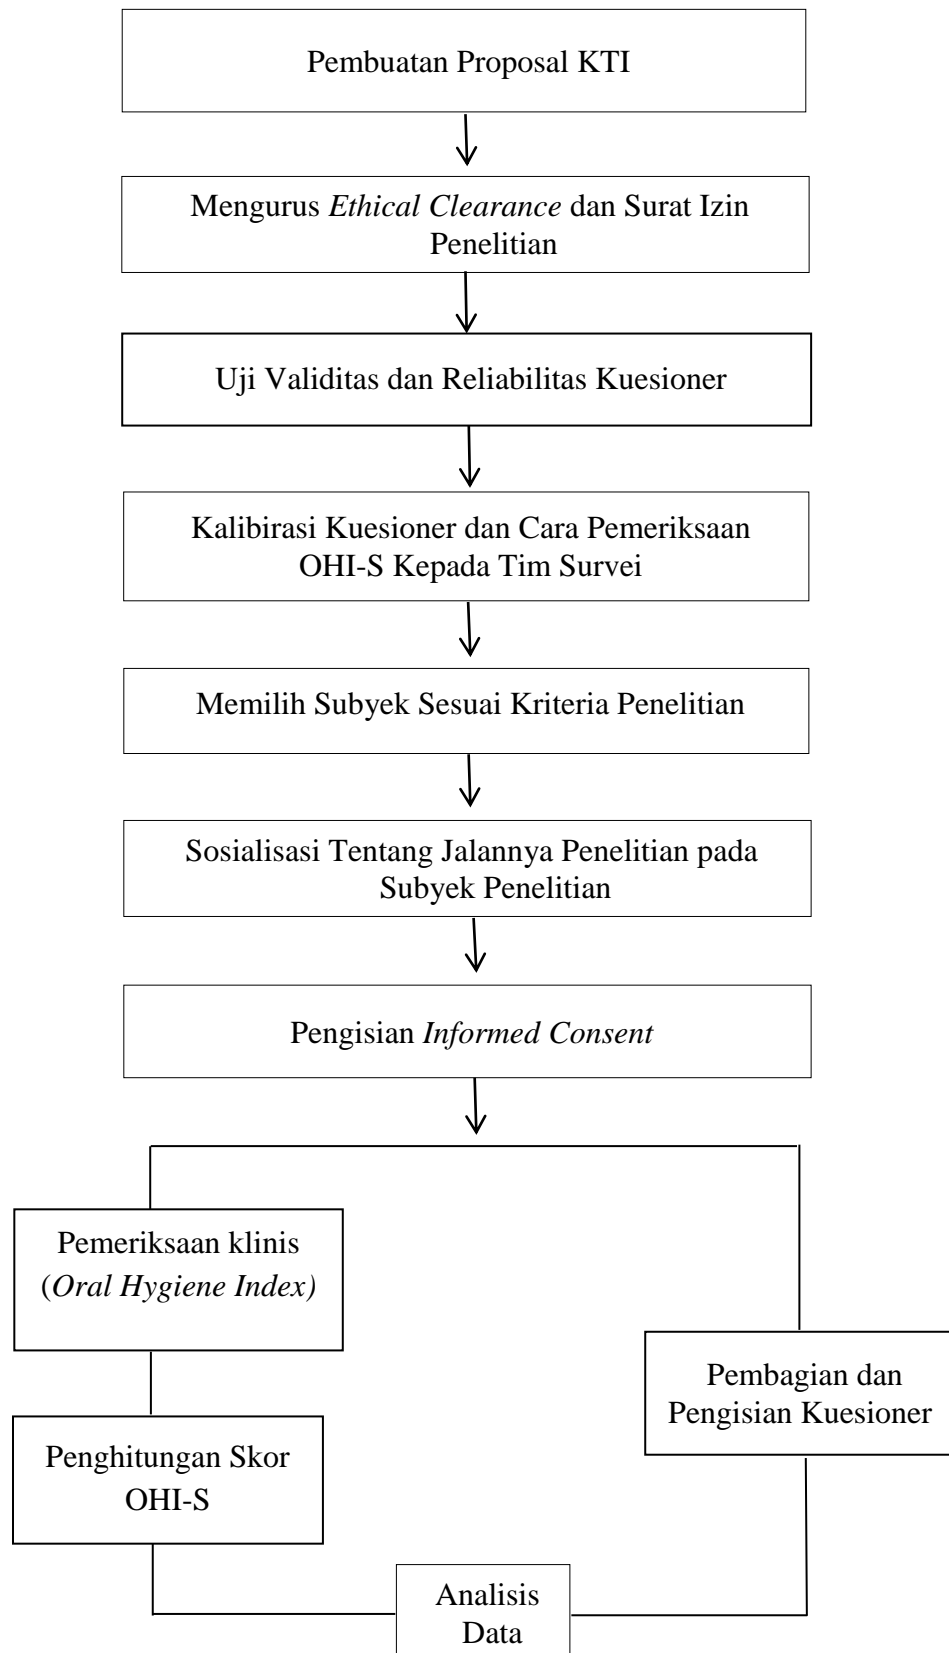 Pembuatan Proposal KTI
Mengurus Ethical Clearance dan Surat Izin
Penelitian
Uji Validitas dan Reliabilitas Kuesioner
Kalibirasi Kuesioner dan Cara Pemeriksaan
OHI-S Kepada Tim Survei
Memilih Subyek Sesuai Kriteria Penelitian
Sosialisasi Tentang Jalannya Penelitian pada
Subyek Penelitian
Pengisian Informed Consent
Pemeriksaan klinis
(Oral Hygiene Index)
Penghitungan Skor
OHI-S
Pembagian dan
Pengisian Kuesioner
Analisis
Data